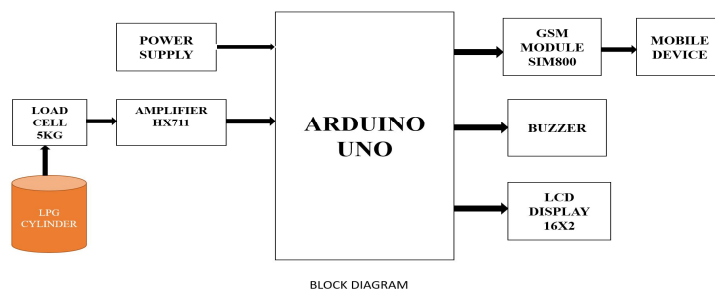 POWER
SUPPLY
GSM
MODULE
SIM800
MOBILE
DEVICE
LOAD
CELL
5KG
AMPLIFIER
HX711
ARDUINO
UNO
BUZZER
LPG
CYLINDER
LCD
DISPLAY
16X2
BLOCK DIAGRAM